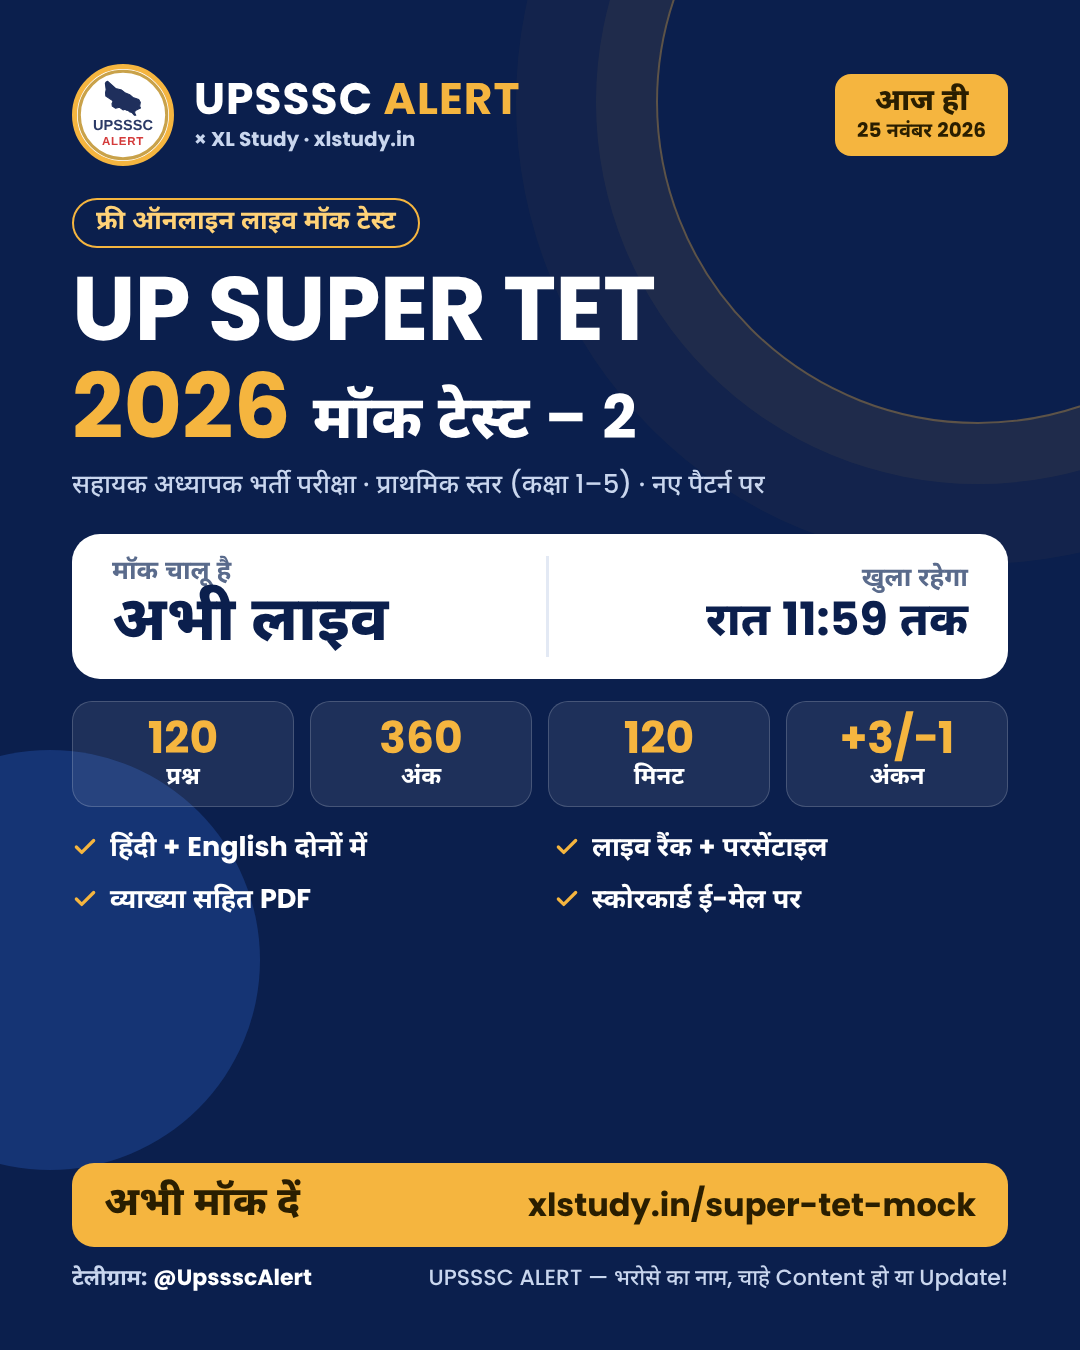 UPSSSC
ALERT
UPSSSC ALERT
× XL Study · xlstudy.in
आज ही
25 नवंबर 2026
फ्री ऑनलाइन लाइव मॉक टेस्ट
UP SUPER TET
2026 मॉक टेस्ट – 2
सहायक अध्यापक भर्ती परीक्षा · प्राथमिक स्तर (कक्षा 1–5) · नए पैटर्न पर
मॉक चालू है
अभी लाइव
खुला रहेगा
रात 11:59 तक
120
प्रश्न
360
अंक
120
मिनट
+3/−1
अंकन
हिंदी + English दोनों में
लाइव रैंक + परसेंटाइल
व्याख्या सहित PDF
स्कोरकार्ड ई-मेल पर
अभी मॉक दें
xlstudy.in/super-tet-mock
टेलीग्राम: @UpssscAlert
UPSSSC ALERT — भरोसे का नाम, चाहे Content हो या Update!